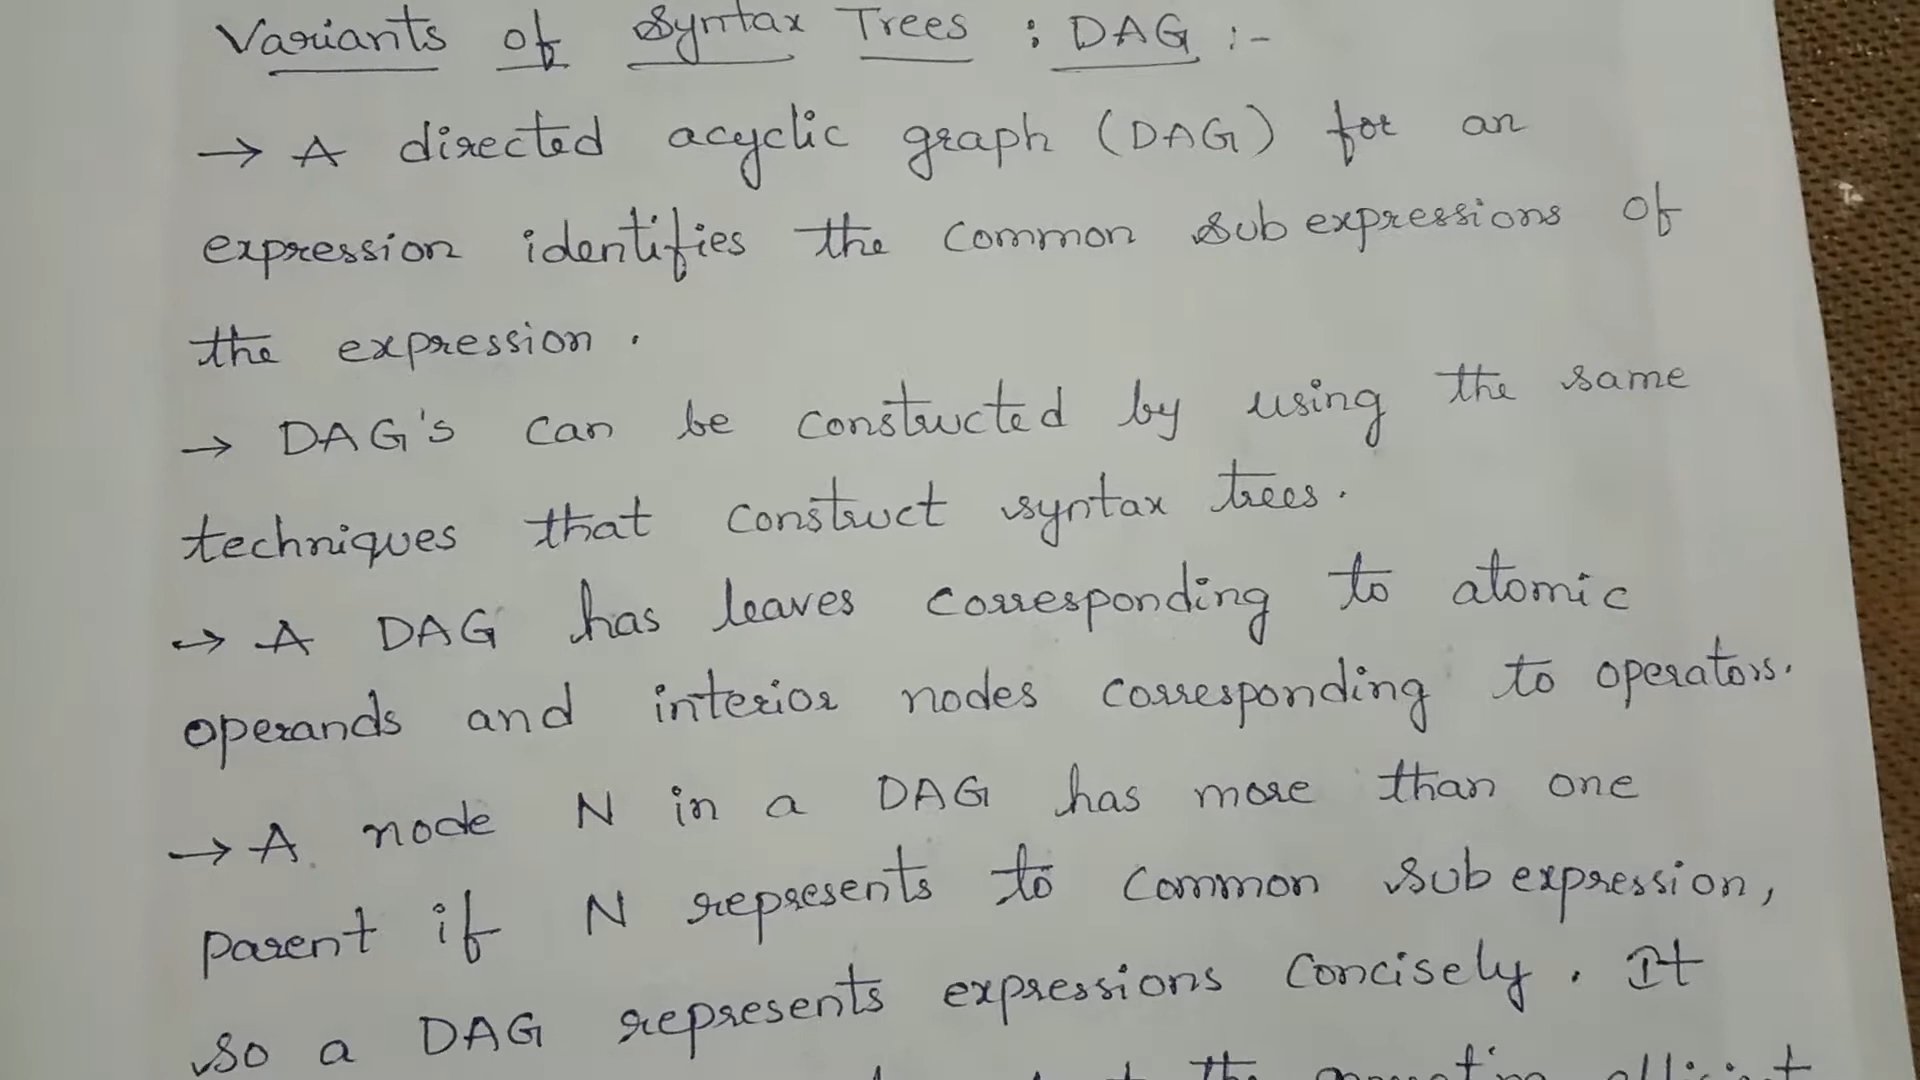 Variants of Syntax Trees : DAG :-
→ A directed acyclic graph (DAG) for an
expression identifies the common sub expressions of
the expression .
→ DAG's can be constructed by using the same
techniques that construct syntax trees.
→ A DAG has leaves corresponding to atomic
operands and interior nodes corresponding to operators.
→ A node N in a DAG has more than one
parent if N represents to common sub expression,
so a DAG represents expressions concisely. It
the